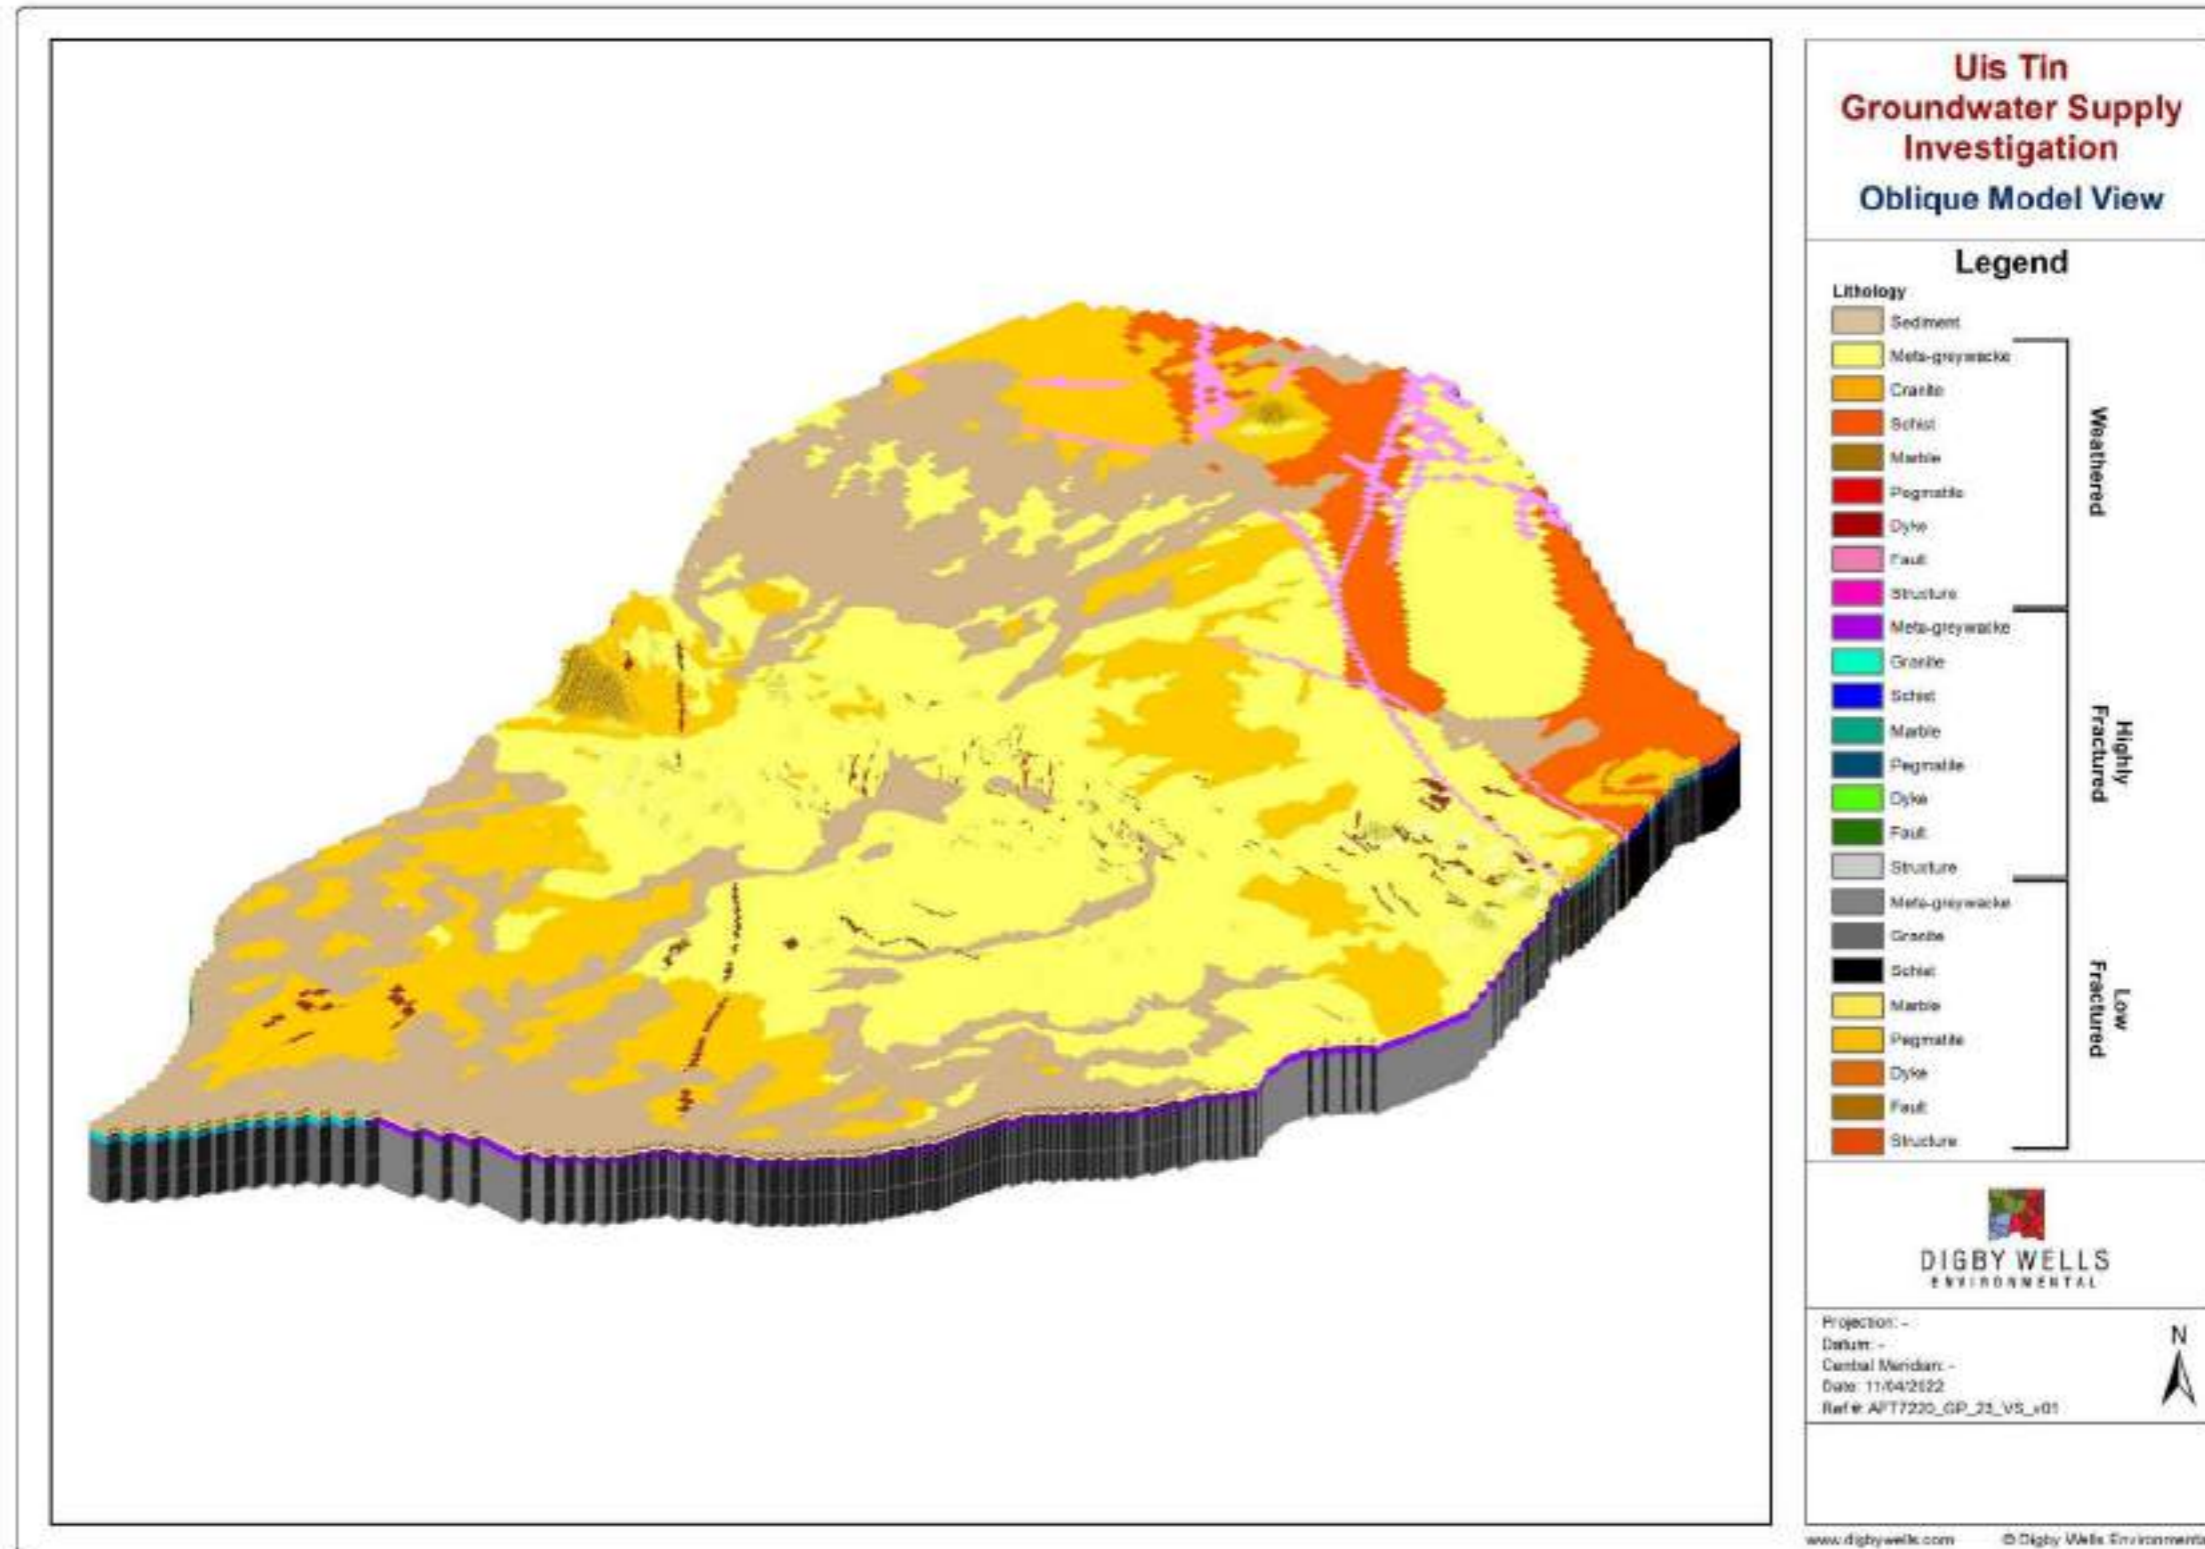 Uis Tin
Groundwater Supply
Investigation
Oblique Model View
Legend
Lithology
Sediment
Meta-greywacke
Granite
Schist
Marble
Pegmatite
Dyke
Fault
Structure
Weathered
Meta-greywacke
Granite
Schist
Marble
Pegmatite
Dyke
Fault
Structure
Highly
Fractured
Meta-greywacke
Granite
Schist
Marble
Pegmatite
Dyke
Fault
Structure
Low
Fractured
DIGBY WELLS
ENVIRONMENTAL
Projection: -
Datum: -
Central Meridian: -
Date: 11/04/2022
Ref #: AFT7220_GP_23_VS_v01
N
www.digbywells.com
© Digby Wells Environmenta